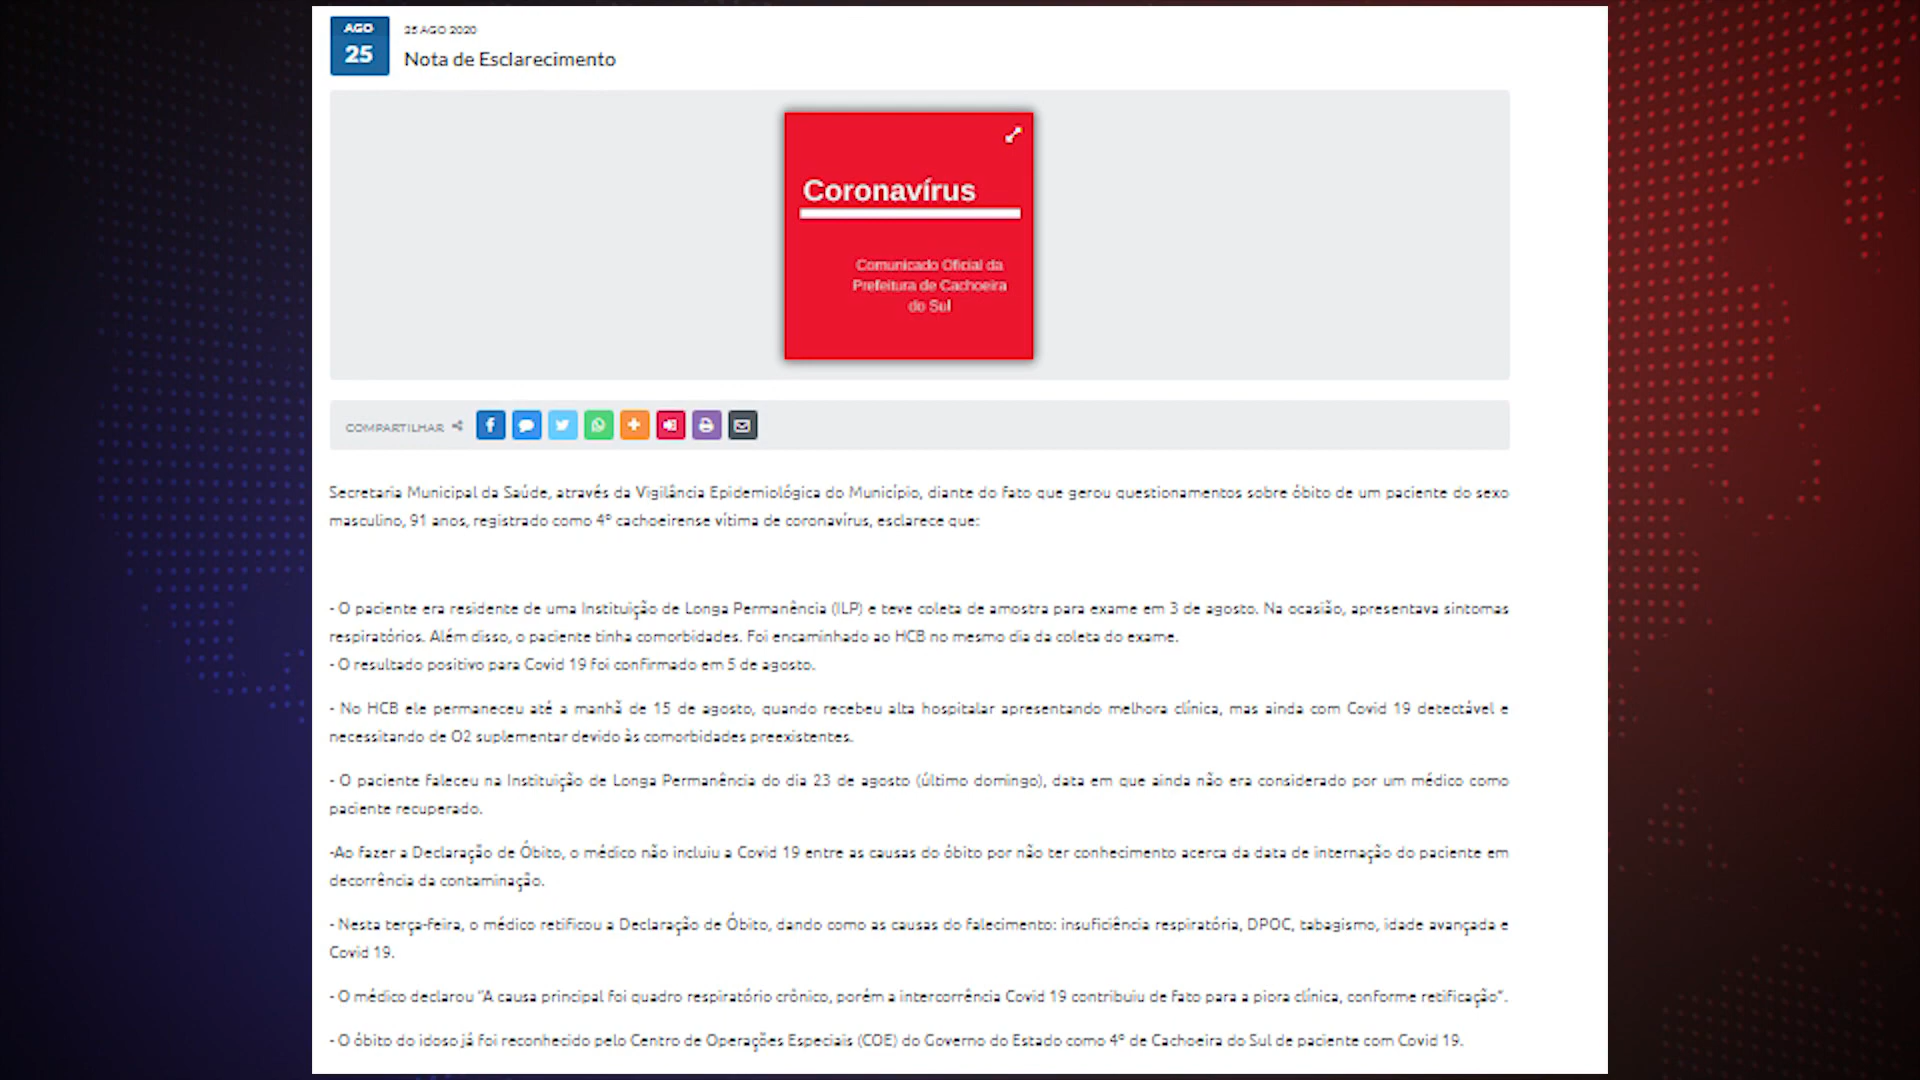 AGO
25
25 AGO 2020
Nota de Esclarecimento
Coronavírus
Comunicado Oficial da
Prefeitura de Cachoeira
do Sul
COMPARTILHAR
Secretaria Municipal da Saúde, através da Vigilância Epidemiológica do Município, diante do fato que gerou questionamentos sobre óbito de um paciente do sexo
masculino, 91 anos, registrado como 4º cachoeirense vítima de coronavírus, esclarece que:
- O paciente era residente de uma Instituição de Longa Permanência (ILP) e teve coleta de amostra para exame em 3 de agosto. Na ocasião, apresentava sintomas
respiratórios. Além disso, o paciente tinha comorbidades. Foi encaminhado ao HCB no mesmo dia da coleta do exame.
- O resultado positivo para Covid 19 foi confirmado em 5 de agosto.
- No HCB ele permaneceu até a manhã de 15 de agosto, quando recebeu alta hospitalar apresentando melhora clínica, mas ainda com Covid 19 detectável e
necessitando de O2 suplementar devido às comorbidades preexistentes.
- O paciente faleceu na Instituição de Longa Permanência do dia 23 de agosto (último domingo), data em que ainda não era considerado por um médico como
paciente recuperado.
-Ao fazer a Declaração de Óbito, o médico não incluiu a Covid 19 entre as causas do óbito por não ter conhecimento acerca da data de internação do paciente em
decorrência da contaminação.
- Nesta terça-feira, o médico retificou a Declaração de Óbito, dando como as causas do falecimento: insuficiência respiratória, DPOC, tabagismo, idade avançada e
Covid 19.
- O médico declarou "A causa principal foi quadro respiratório crônico, porém a intercorrência Covid 19 contribuiu de fato para a piora clínica, conforme retificação".
- O óbito do idoso já foi reconhecido pelo Centro de Operações Especiais (COE) do Governo do Estado como 4º de Cachoeira do Sul de paciente com Covid 19.